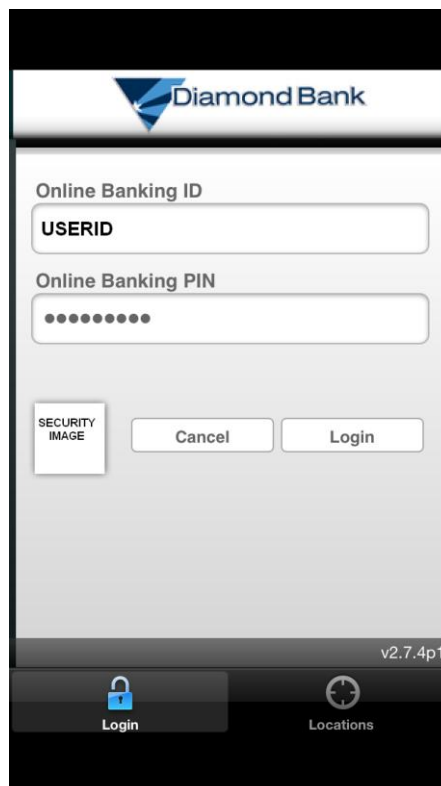 Diamond Bank
Online Banking ID
USERID
Online Banking PIN
SECURITY
IMAGE
Cancel Login
v2.7.4p1
Login Locations